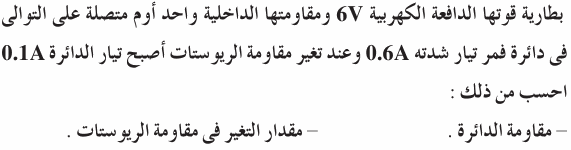 بطارية قوتها الدافعة الكهربية 6V ومقاومتها الداخلية واحد أوم متصلة على التوالى
فى دائرة فمر تيار شدته 0.6A وعند تغير مقاومة الريوستات أصبح تيار الدائرة 0.1A
احسب من ذلك :
– مقاومة الدائرة . – مقدار التغير فى مقاومة الريوستات .